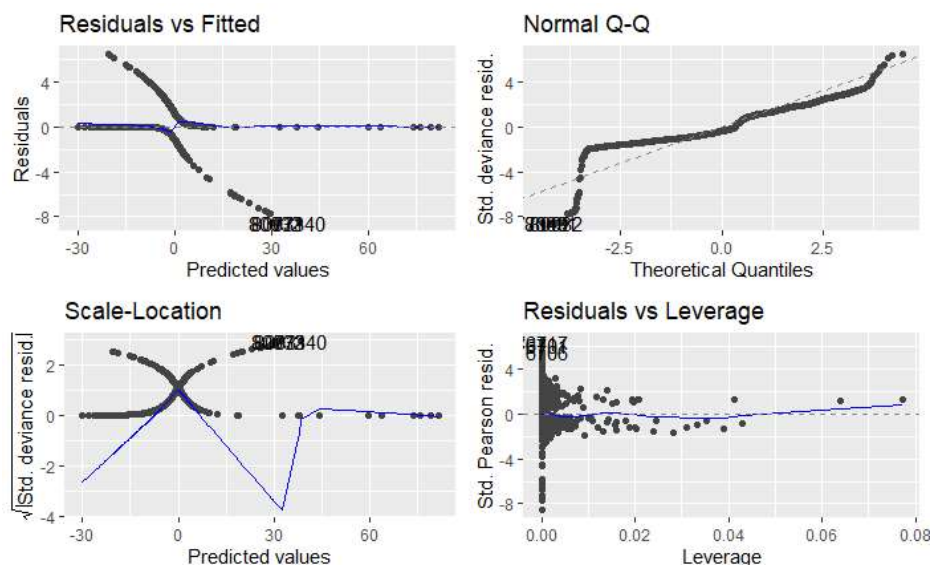 Residuals vs Fitted
Residuals
4
0
-4
-8
-30
0
30
60
Predicted values
Normal Q-Q
Std. deviance resid.
4
0
-4
-8
-2.5
0.0
2.5
Theoretical Quantiles
Scale-Location
√|Std. deviance resid.|
2
0
-2
-4
-30
0
30
60
Predicted values
Residuals vs Leverage
Std. Pearson resid.
4
0
-4
-8
0.00
0.02
0.04
0.06
0.08
Leverage